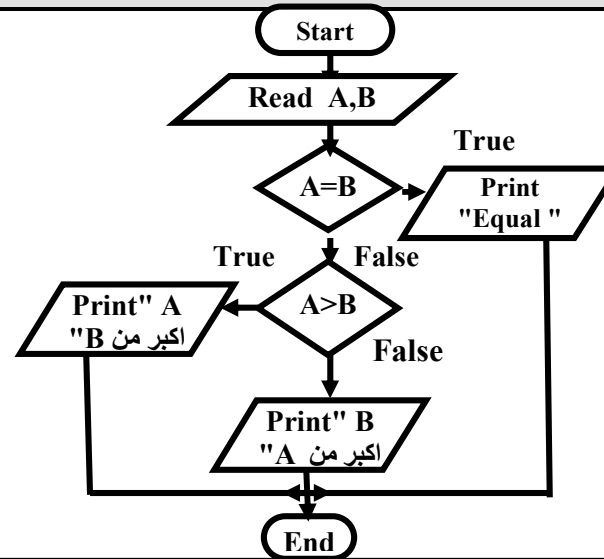 Start
Read A,B
True
A=B
Print
"Equal "
True
False
A>B
Print" A
اكبر من B"
False
Print" B
اكبر من A"
End